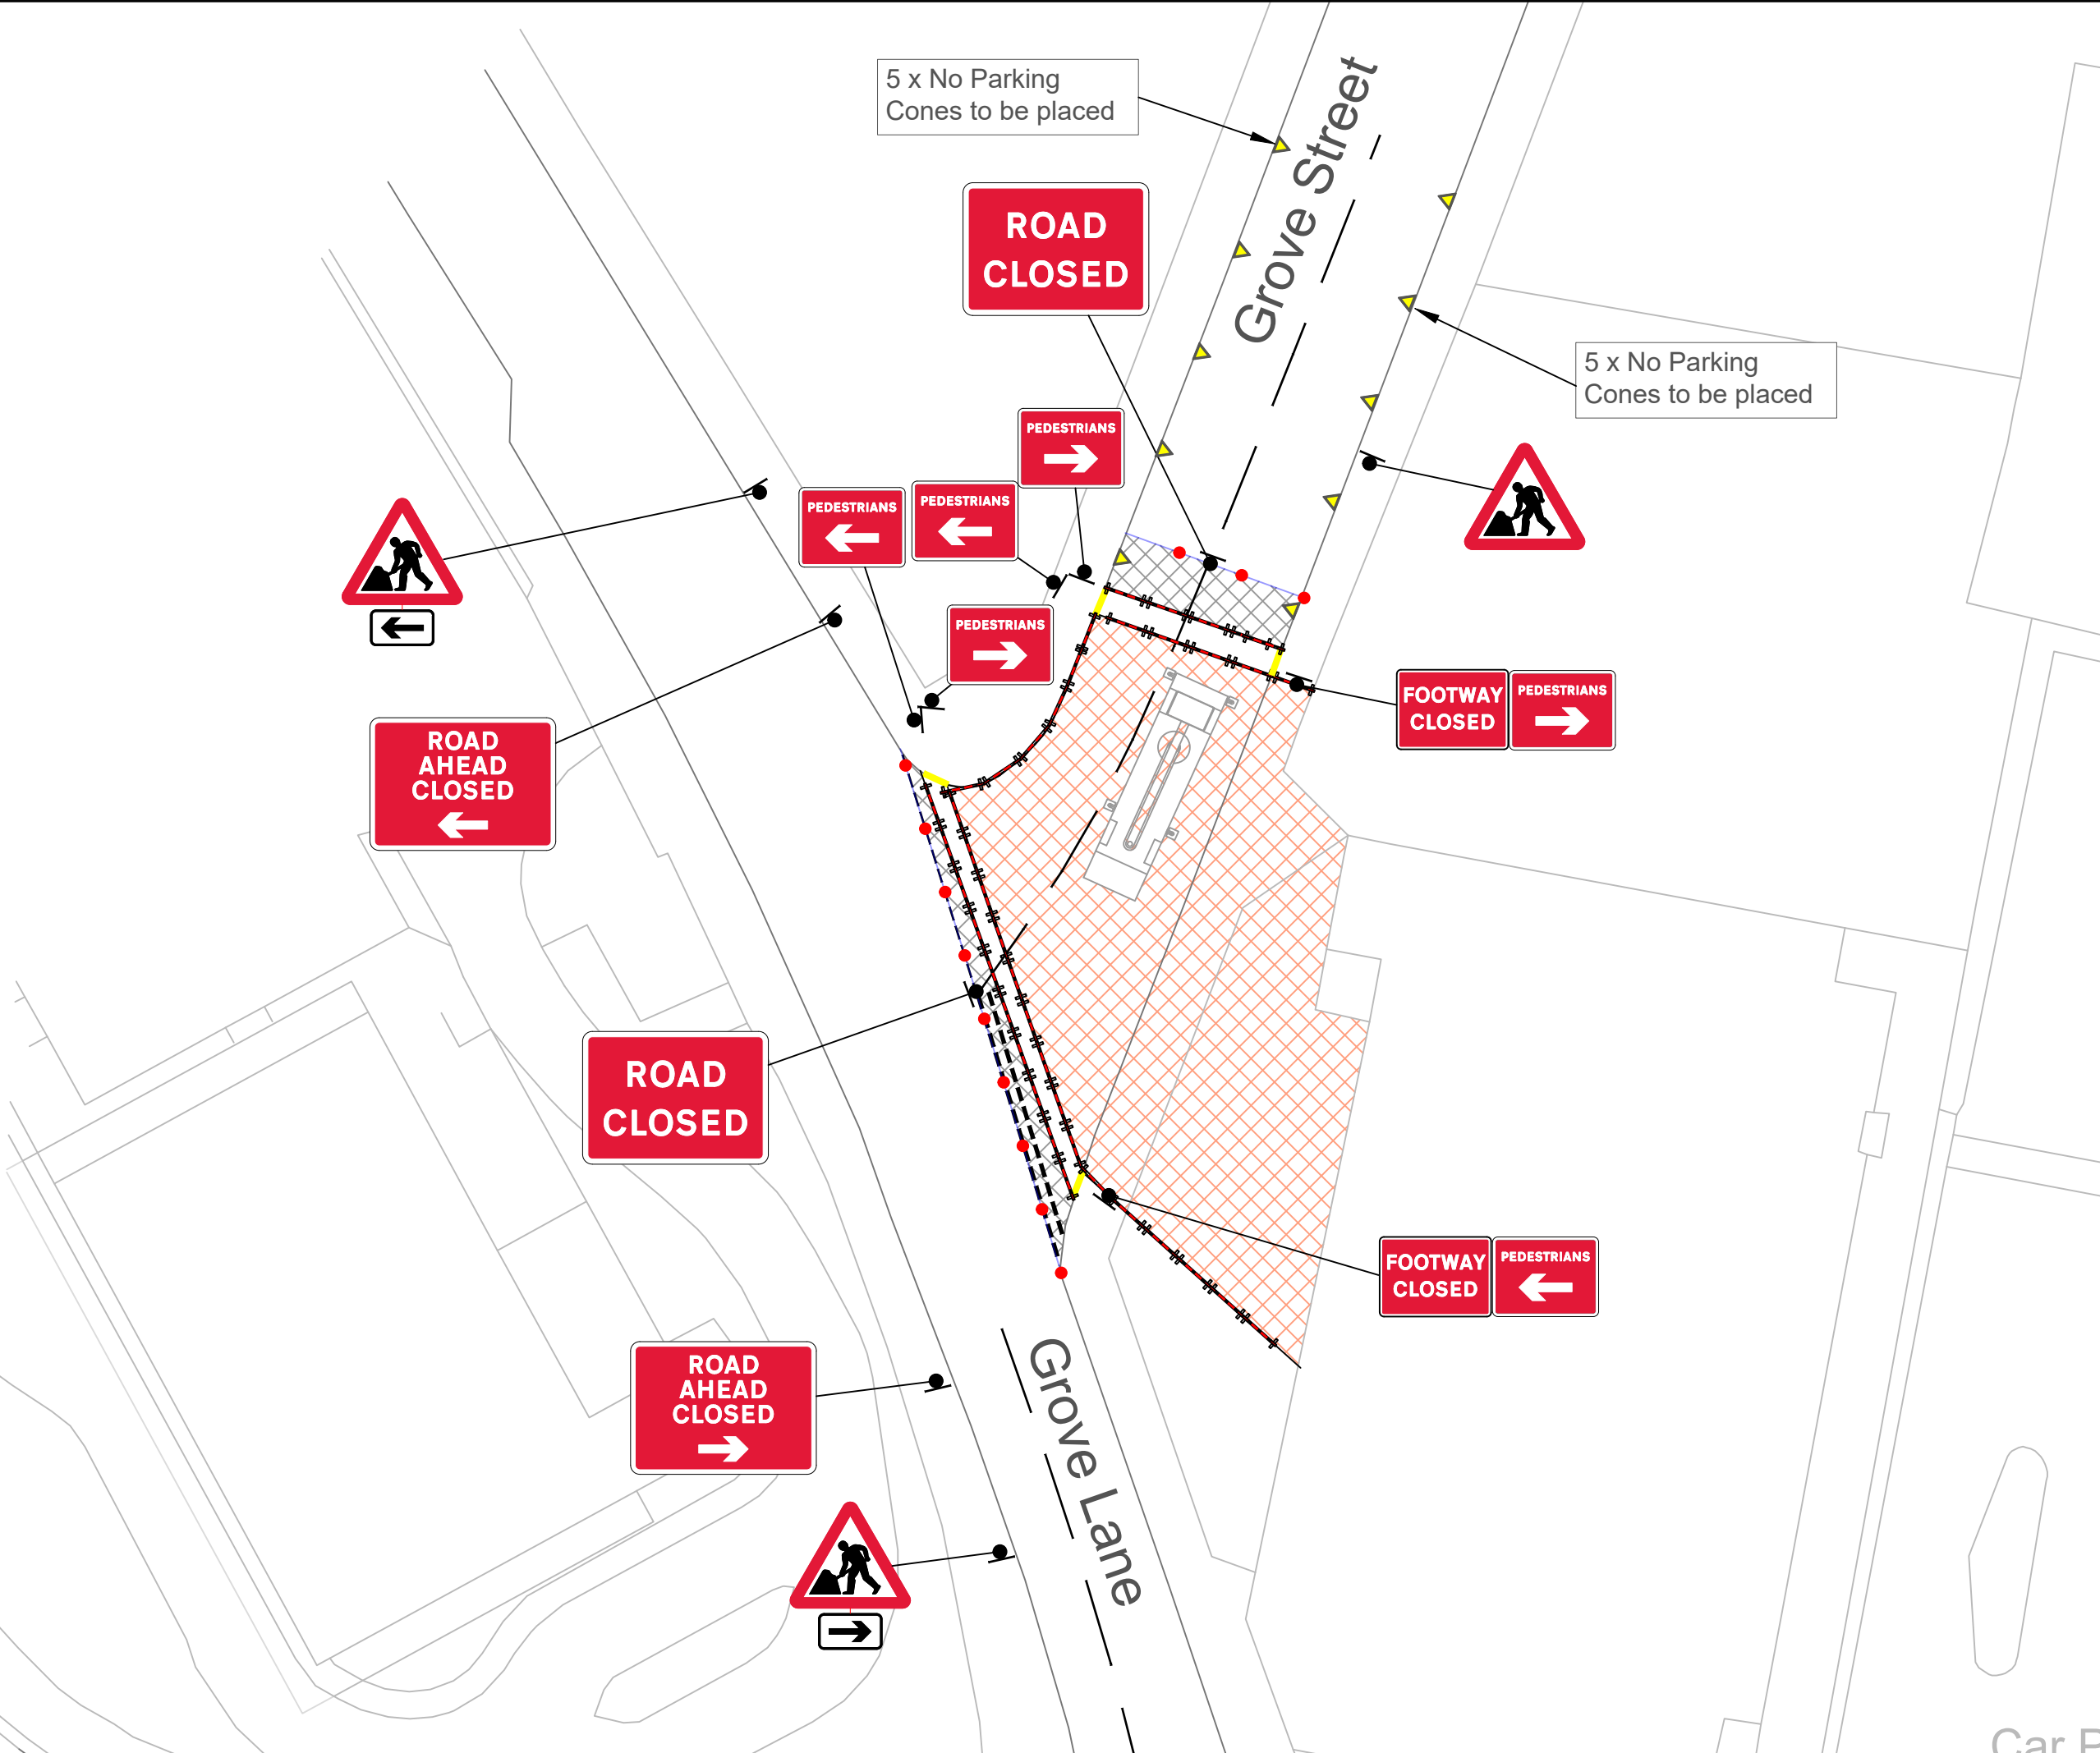 5 x No Parking
Cones to be placed
Grove Street
ROAD
CLOSED
5 x No Parking
Cones to be placed
PEDESTRIANS
PEDESTRIANS
PEDESTRIANS
PEDESTRIANS
FOOTWAY
CLOSED
PEDESTRIANS
ROAD
AHEAD
CLOSED
ROAD
CLOSED
FOOTWAY
CLOSED
PEDESTRIANS
ROAD
AHEAD
CLOSED
Grove Lane
Car